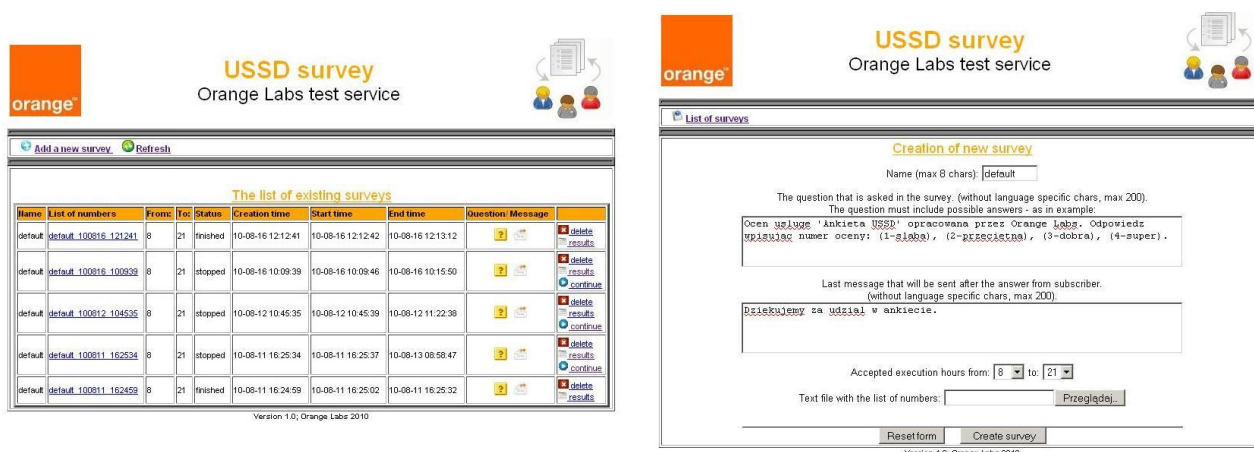 orange™
USSD survey
Orange Labs test service
Add a new survey Refresh
The list of existing surveys
Name List of numbers From: To: Status Creation time Start time End time Question/Message
default default_100816_121241 8 21 finished 10-08-16 12:12:41 10-08-16 12:12:42 10-08-16 12:13:12 ? delete
results
default default_100816_100939 8 21 stopped 10-08-16 10:09:39 10-08-16 10:09:46 10-08-16 10:15:50 ? delete
results
continue
default default_100812_104535 8 21 stopped 10-08-12 10:45:35 10-08-12 10:45:39 10-08-12 11:22:38 ? delete
results
continue
default default_100811_162534 8 21 stopped 10-08-11 16:25:34 10-08-11 16:25:37 10-08-13 08:58:47 ? delete
results
continue
default default_100811_162459 8 21 finished 10-08-11 16:24:59 10-08-11 16:25:02 10-08-11 16:25:32 ? delete
results
Version 1.0; Orange Labs 2010
orange™
USSD survey
Orange Labs test service
List of surveys
Creation of new survey
Name (max 8 chars): default
The question that is asked in the survey. (without language specific chars, max 200).
The question must include possible answers - as in example:
Ocen usluge 'Ankieta USSD' opracowana przez Orange Labs. Odpowiedz
wpisujac numer oceny: (1-slaba), (2-przecietna), (3-dobra), (4-super).
Last message that will be sent after the answer from subscriber.
(without language specific chars, max 200).
Dziekujemy za udzial w ankiecie.
Accepted execution hours from: 8 to: 21
Text file with the list of numbers: Przeglądaj...
Reset form Create survey
Version 1.0; Orange Labs 2010